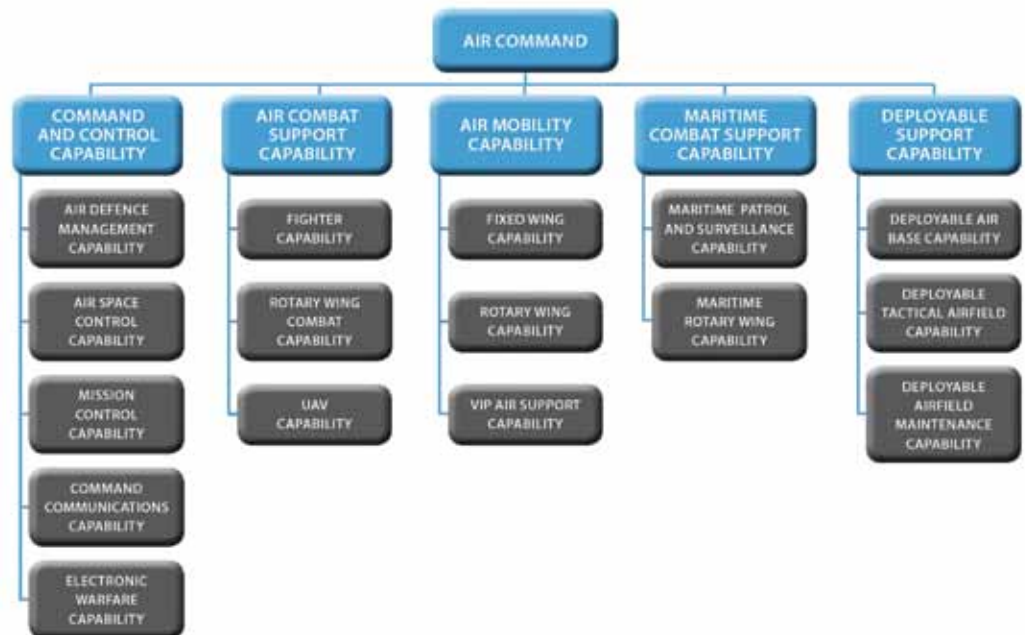 AIR COMMAND
COMMAND
AND CONTROL
CAPABILITY
AIR DEFENCE
MANAGEMENT
CAPABILITY
AIR SPACE
CONTROL
CAPABILITY
MISSION
CONTROL
CAPABILITY
COMMAND
COMMUNICATIONS
CAPABILITY
ELECTRONIC
WARFARE
CAPABILITY
AIR COMBAT
SUPPORT
CAPABILITY
FIGHTER
CAPABILITY
ROTARY WING
COMBAT
CAPABILITY
UAV
CAPABILITY
AIR MOBILITY
CAPABILITY
FIXED WING
CAPABILITY
ROTARY WING
CAPABILITY
VIP AIR SUPPORT
CAPABILITY
MARITIME
COMBAT SUPPORT
CAPABILITY
MARITIME PATROL
AND SURVEILLANCE
CAPABILITY
MARITIME
ROTARY WING
CAPABILITY
DEPLOYABLE
SUPPORT
CAPABILITY
DEPLOYABLE AIR
BASE CAPABILITY
DEPLOYABLE
TACTICAL AIRFIELD
CAPABILITY
DEPLOYABLE
AIRFIELD
MAINTENANCE
CAPABILITY